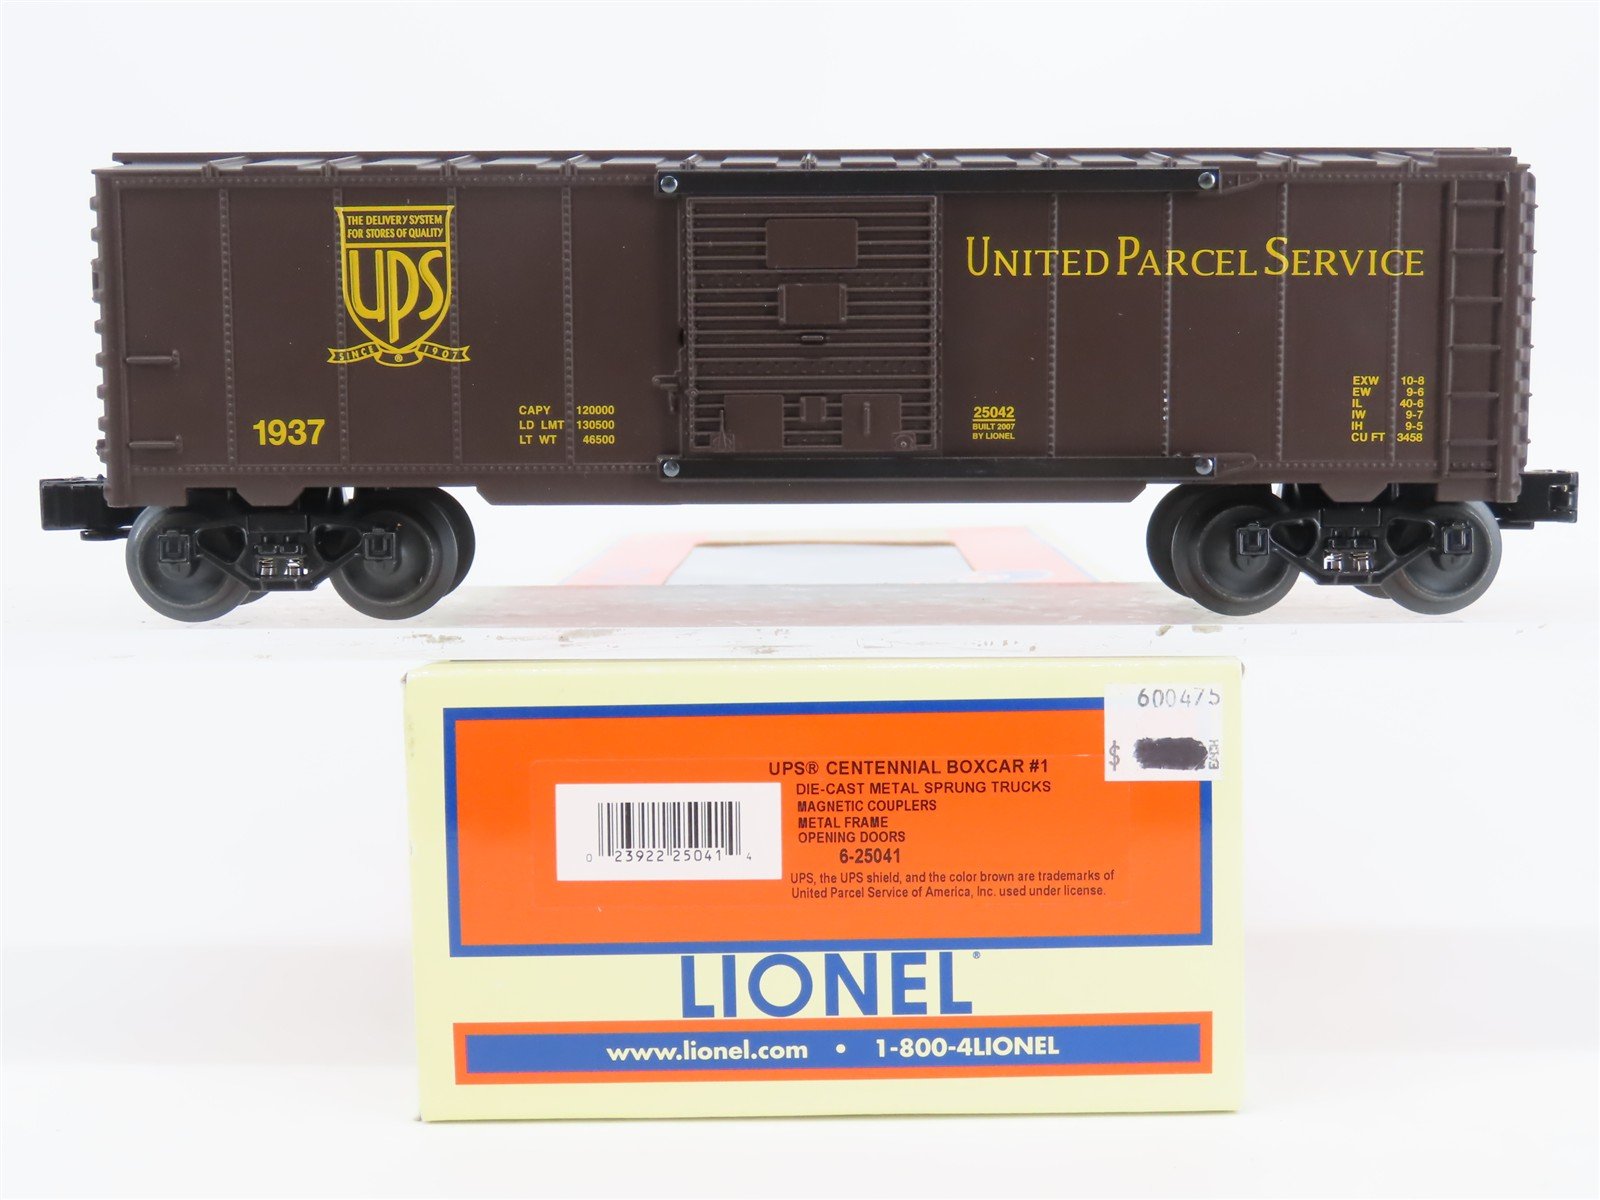 THE DELIVERY SYSTEM
FOR STORES OF QUALITY
UPS
SINCE ® 1907
1937
CAPY 120000
LD LMT 130500
LT WT 46500
UNITED PARCEL SERVICE
25042
BUILT 2007
BY LIONEL
EXW 10-8
EW 9-6
IL 40-6
IW 9-7
IH 9-5
CU FT 3458
600475
$ EACH
UPS® CENTENNIAL BOXCAR #1
DIE-CAST METAL SPRUNG TRUCKS
MAGNETIC COUPLERS
METAL FRAME
OPENING DOORS
6-25041
0 23922 25041 4
UPS, the UPS shield, and the color brown are trademarks of
United Parcel Service of America, Inc. used under license.
LIONEL®
www.lionel.com • 1-800-4LIONEL